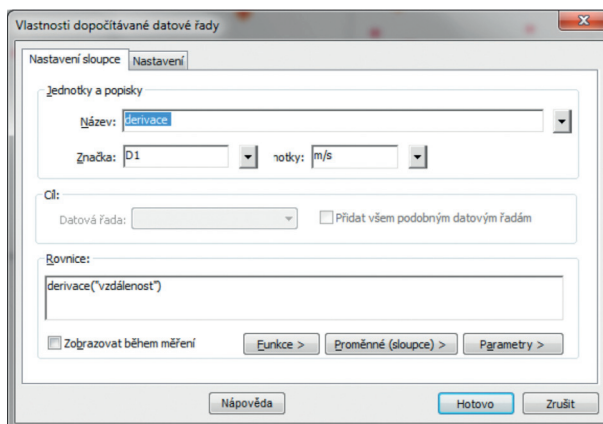 Vlastnosti dopočítávané datové řady
Nastavení sloupce Nastavení
Jednotky a popisky
Název: derivace
Značka: D1 notky: m/s
Cíl:
Datová řada: Přidat všem podobným datovým řadám
Rovnice:
derivace("vzdálenost")
Zobrazovat během měření Funkce > Proměnné (sloupce) > Parametry >
Nápověda Hotovo Zrušit